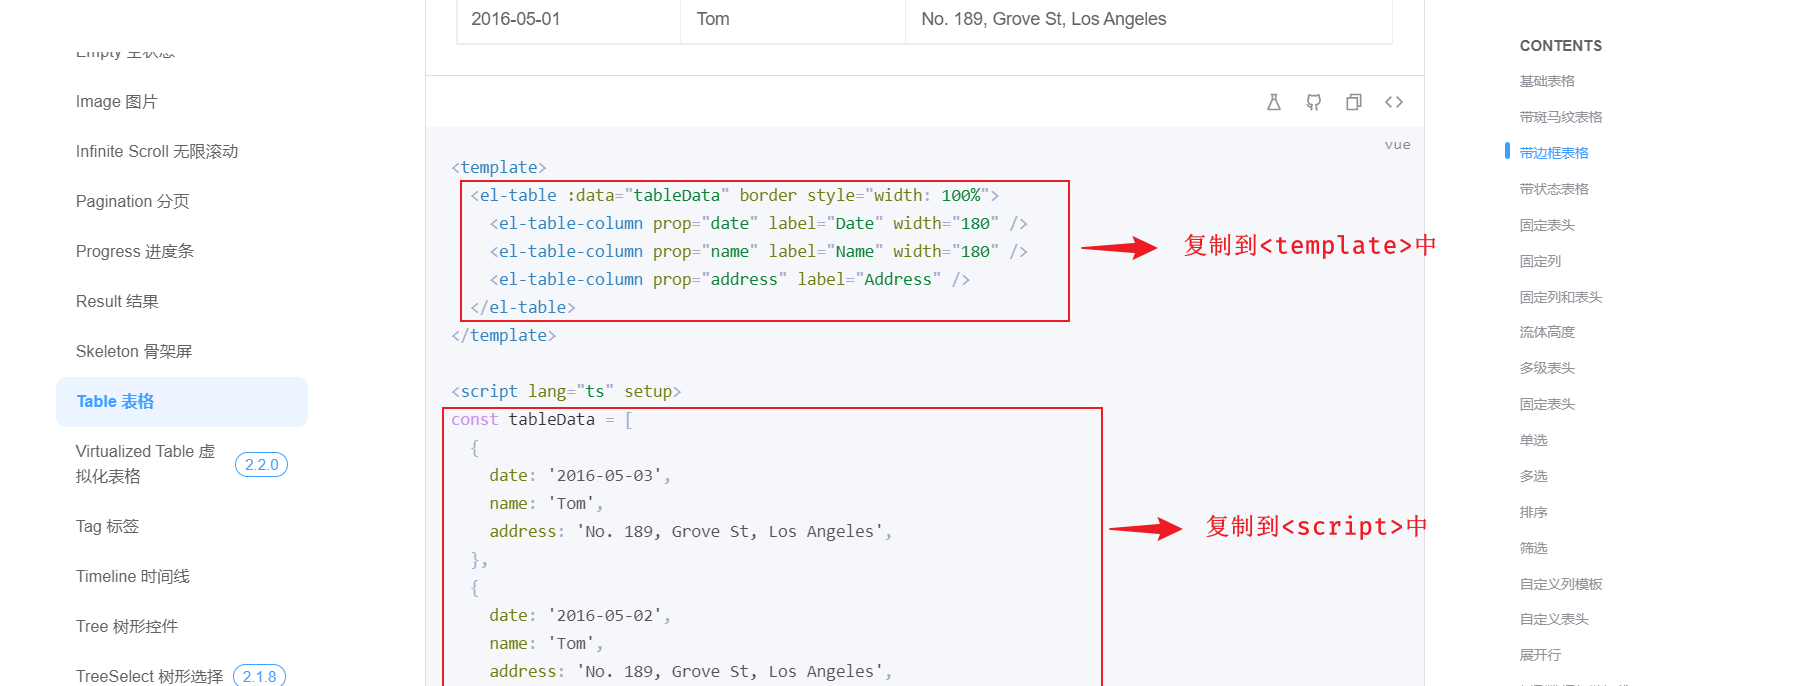 Empty 空状态
Image 图片
Infinite Scroll 无限滚动
Pagination 分页
Progress 进度条
Result 结果
Skeleton 骨架屏
Table 表格
Virtualized Table 虚
拟化表格
2.2.0
Tag 标签
Timeline 时间线
Tree 树形控件
TreeSelect 树形选择 2.1.8
2016-05-01 Tom No. 189, Grove St, Los Angeles
vue
<template>
<el-table :data="tableData" border style="width: 100%">
<el-table-column prop="date" label="Date" width="180" />
<el-table-column prop="name" label="Name" width="180" />
<el-table-column prop="address" label="Address" />
</el-table>
</template>
复制到<template>中
<script lang="ts" setup>
const tableData = [
{
date: '2016-05-03',
name: 'Tom',
address: 'No. 189, Grove St, Los Angeles',
},
{
date: '2016-05-02',
name: 'Tom',
address: 'No. 189, Grove St, Los Angeles',
复制到<script>中
CONTENTS
基础表格
带斑马纹表格
带边框表格
带状态表格
固定表头
固定列
固定列和表头
流体高度
多级表头
固定表头
单选
多选
排序
筛选
自定义列模板
自定义表头
展开行